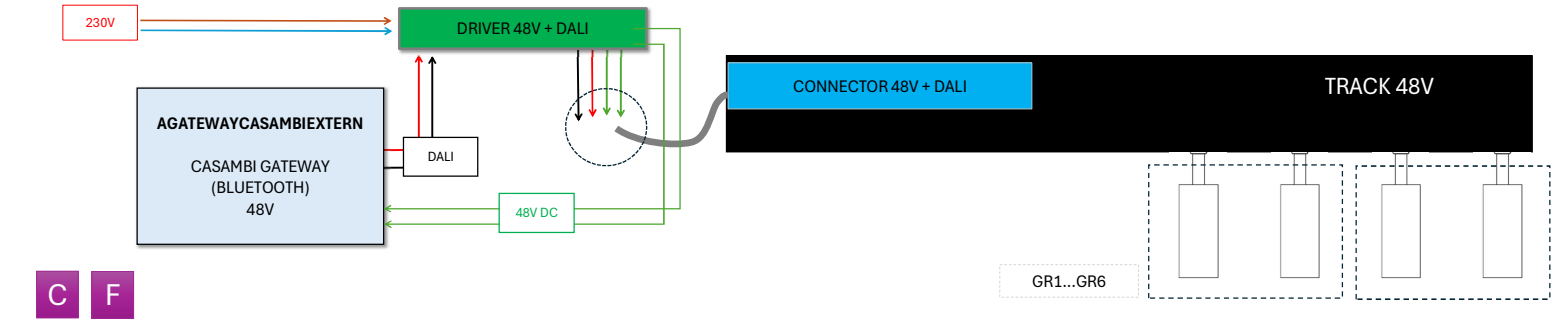 230V
DRIVER 48V + DALI
CONNECTOR 48V + DALI
TRACK 48V
AGATEWAYCASAMBIEXTERN
CASAMBI GATEWAY
(BLUETOOTH)
48V
DALI
48V DC
GR1...GR6
C F